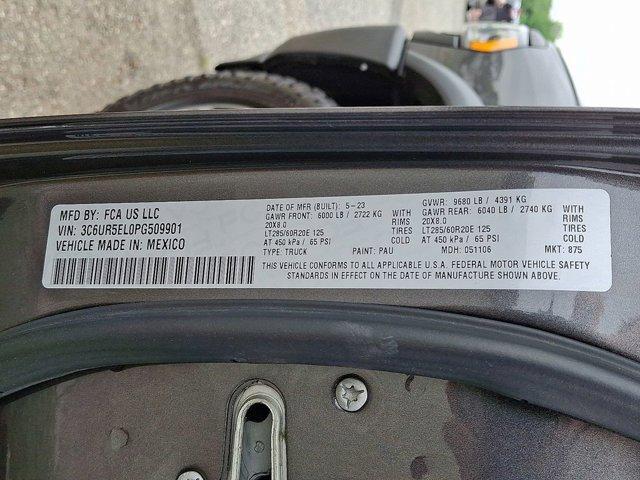 MFD BY: FCA US LLC
VIN: 3C6UR5EL0PG509901
VEHICLE MADE IN: MEXICO
DATE OF MFR (BUILT): 5-23
GAWR FRONT: 6000 LB / 2722 KG
20X8.0 WITH RIMS
LT285/60R20E 125 TIRES
AT 450 kPa / 65 PSI COLD
TYPE: TRUCK PAINT: PAU
GVWR: 9680 LB / 4391 KG
GAWR REAR: 6040 LB / 2740 KG
20X8.0 WITH RIMS
LT285/60R20E 125 TIRES
AT 450 kPa / 65 PSI COLD
MDH: 051106 MKT: 875
THIS VEHICLE CONFORMS TO ALL APPLICABLE U.S.A. FEDERAL MOTOR VEHICLE SAFETY
STANDARDS IN EFFECT ON THE DATE OF MANUFACTURE SHOWN ABOVE.